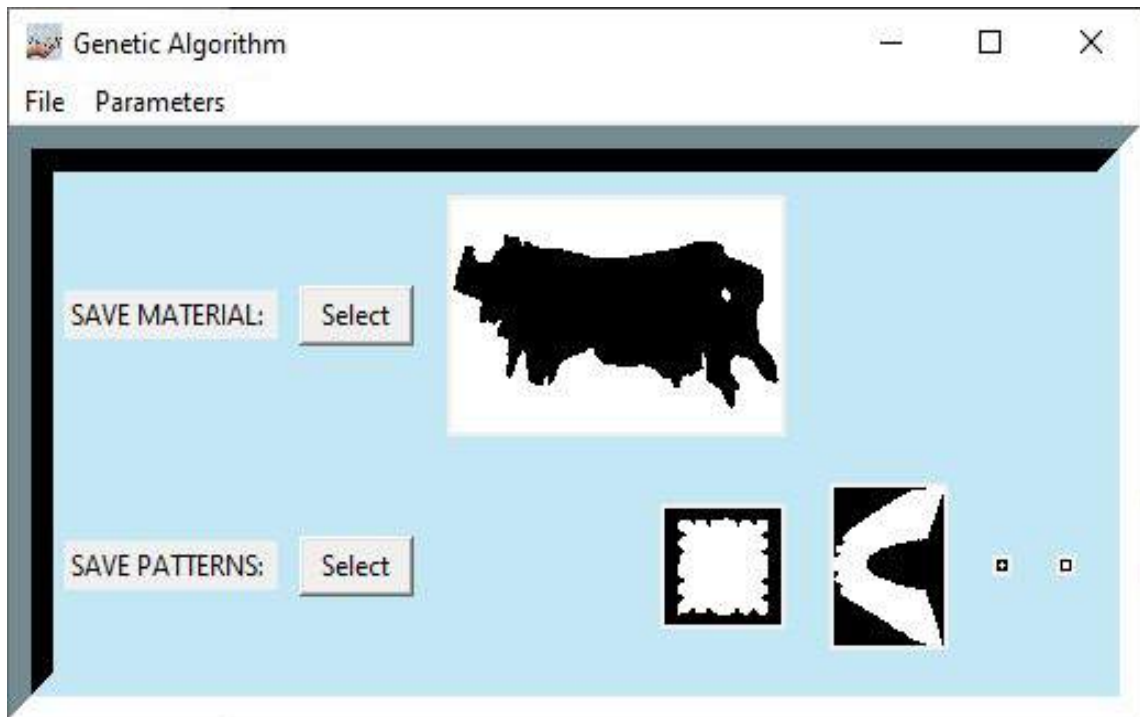 Genetic Algorithm
File Parameters
SAVE MATERIAL: Select
SAVE PATTERNS: Select